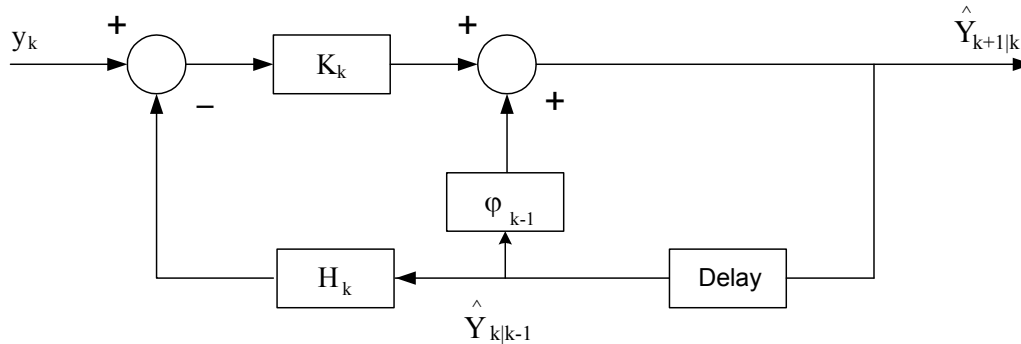 +
y_k
−
K_k
+
+
Ŷ_{k+1|k}
φ_{k-1}
H_k
Delay
Ŷ_{k|k-1}